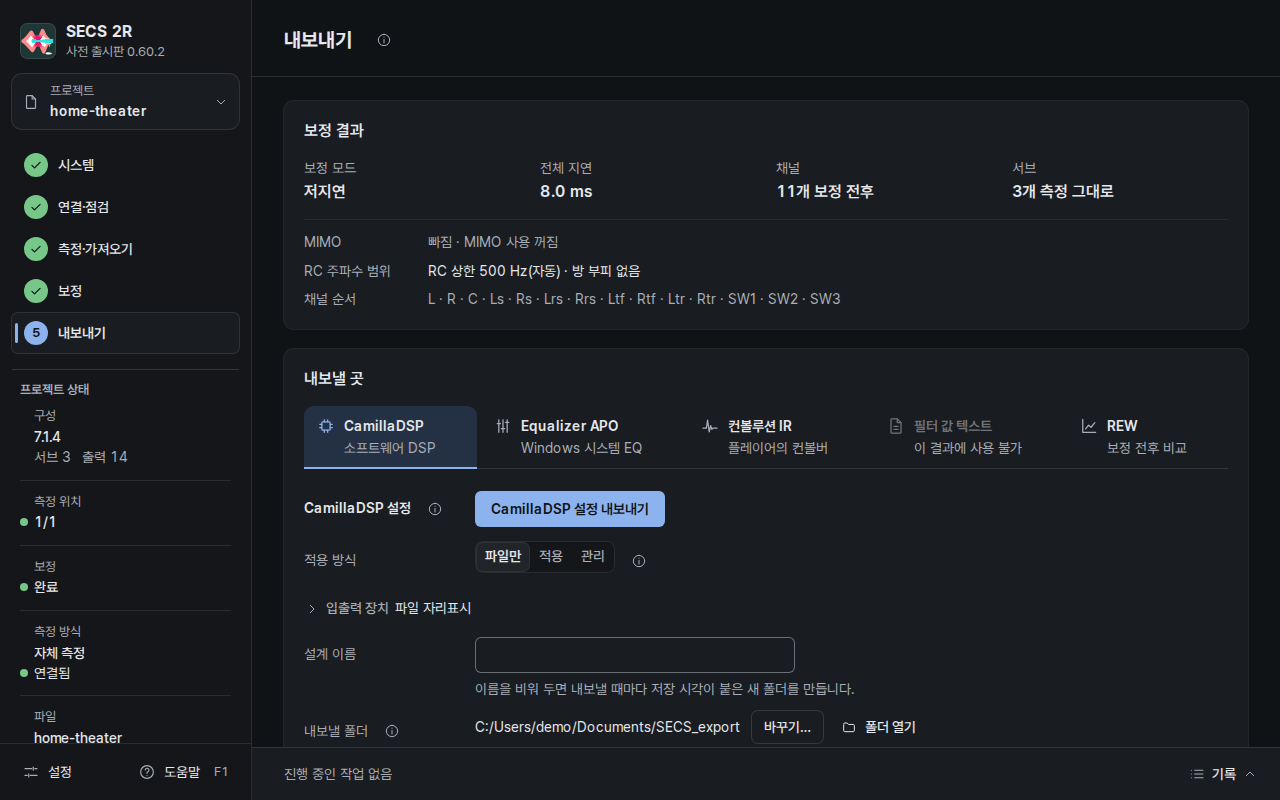 SECS 2R
사전 출시판 0.60.2
프로젝트
home-theater
시스템
연결·점검
측정·가져오기
보정
5 내보내기
프로젝트 상태
구성
7.1.4
서브 3 출력 14
측정 위치
1/1
보정
완료
측정 방식
자체 측정
연결됨
파일
home-theater
설정
도움말 F1
내보내기
보정 결과
보정 모드
저지연
전체 지연
8.0 ms
채널
11개 보정 전후
서브
3개 측정 그대로
MIMO 빠짐 · MIMO 사용 꺼짐
RC 주파수 범위 RC 상한 500 Hz(자동) · 방 부피 없음
채널 순서 L · R · C · Ls · Rs · Lrs · Rrs · Ltf · Rtf · Ltr · Rtr · SW1 · SW2 · SW3
내보낼 곳
CamillaDSP
소프트웨어 DSP
Equalizer APO
Windows 시스템 EQ
컨볼루션 IR
플레이어의 컨볼버
필터 값 텍스트
이 결과에 사용 불가
REW
보정 전후 비교
CamillaDSP 설정 CamillaDSP 설정 내보내기
적용 방식 파일만 적용 관리
입출력 장치 파일 자리표시
설계 이름
이름을 비워 두면 내보낼 때마다 저장 시각이 붙은 새 폴더를 만듭니다.
내보낼 폴더 C:/Users/demo/Documents/SECS_export 바꾸기... 폴더 열기
진행 중인 작업 없음
기록